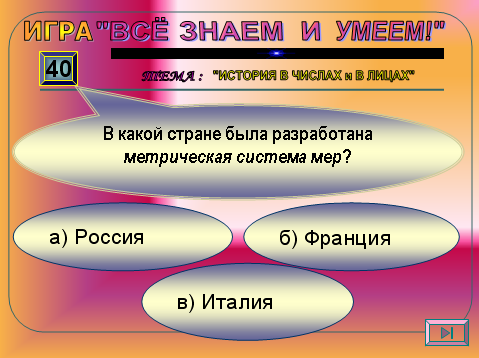 ИГРА "ВСЁ ЗНАЕМ И УМЕЕМ!"
40
ТЕМА : "ИСТОРИЯ В ЧИСЛАХ и В ЛИЦАХ"
В какой стране была разработана
метрическая система мер?
а) Россия
б) Франция
в) Италия